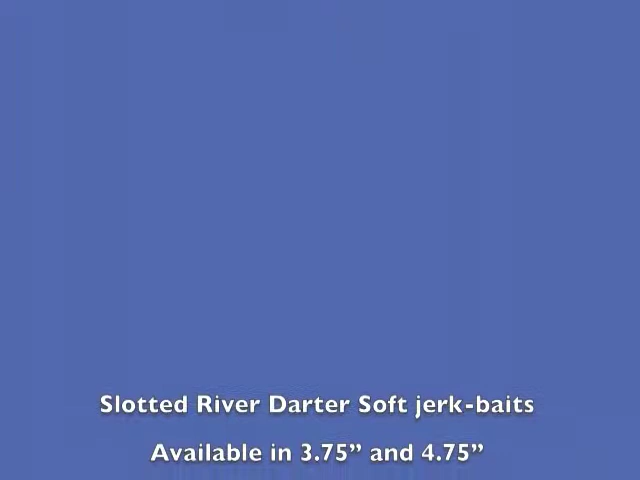 Slotted River Darter Soft jerk-baits
Available in 3.75” and 4.75”